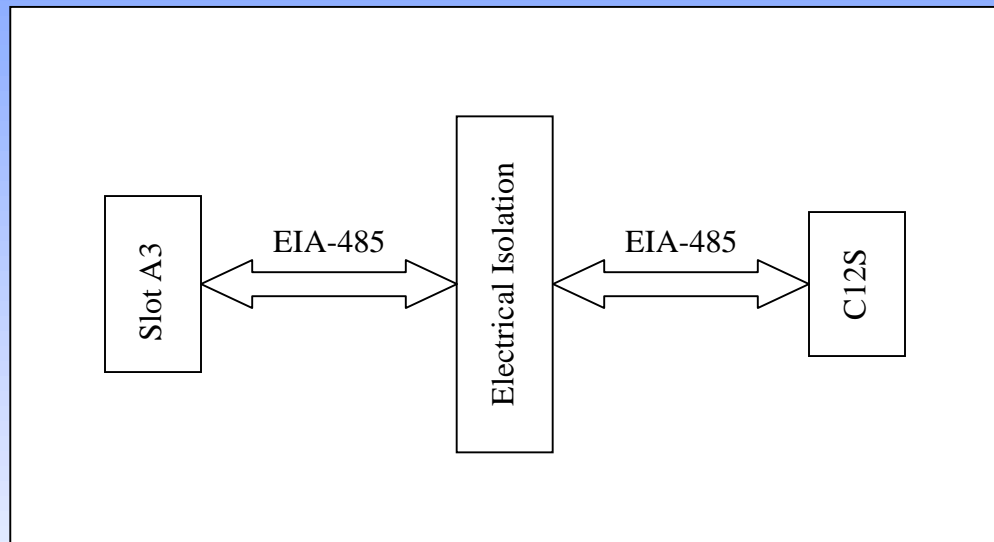 Slot A3
EIA-485
Electrical Isolation
EIA-485
C12S